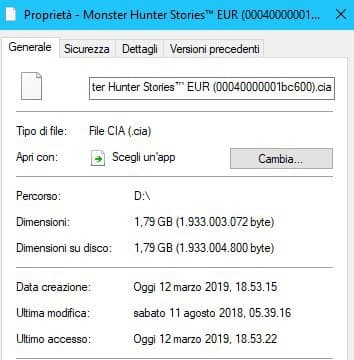 Proprietà - Monster Hunter Stories™ EUR (00040000001...
Generale Sicurezza Dettagli Versioni precedenti
ter Hunter Stories™ EUR (00040000001bc600).cia
Tipo di file: File CIA (.cia)
Apri con: Scegli un'app Cambia...
Percorso: D:\
Dimensioni: 1,79 GB (1.933.003.072 byte)
Dimensioni su disco: 1,79 GB (1.933.004.800 byte)
Data creazione: Oggi 12 marzo 2019, 18.53.15
Ultima modifica: sabato 11 agosto 2018, 05.39.16
Ultimo accesso: Oggi 12 marzo 2019, 18.53.22